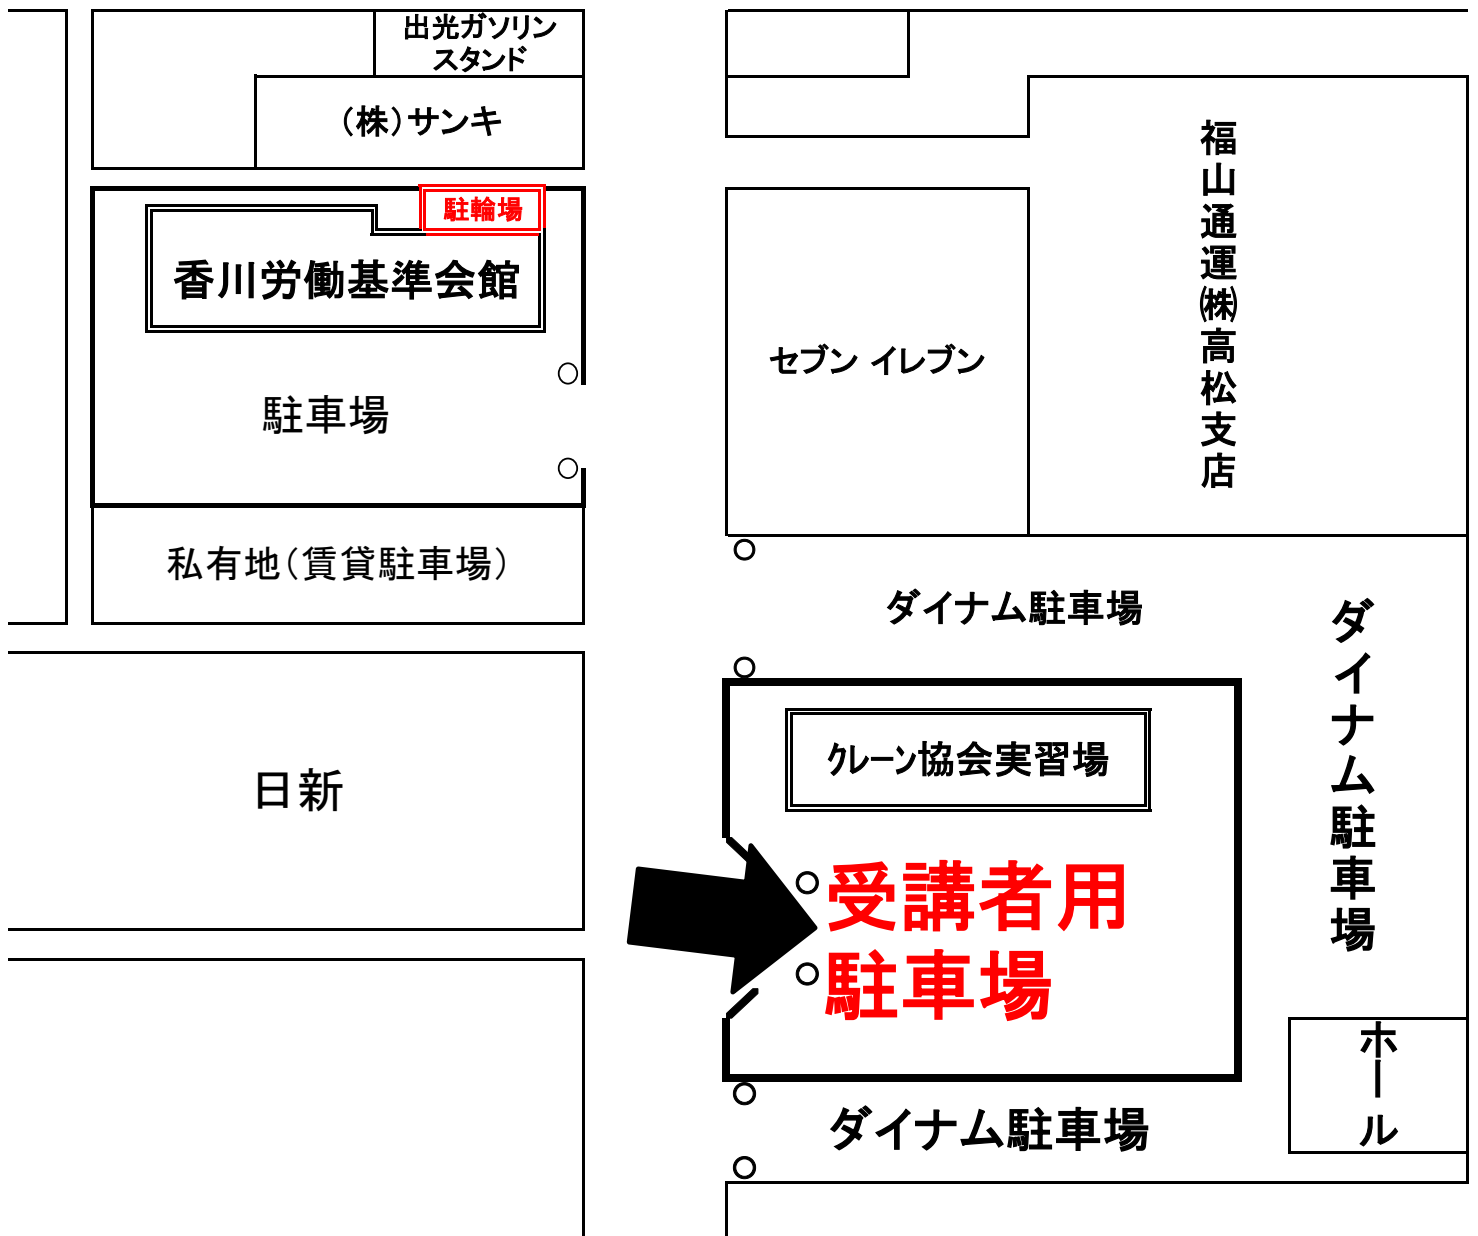 出光ガソリン
スタンド
（株）サンキ
駐輪場
香川労働基準会館
駐車場
私有地（賃貸駐車場）
日新
福山通運㈱高松支店
セブン イレブン
ダイナム駐車場
ダイナム駐車場
ｸﾚｰﾝ協会実習場
受講者用
駐車場
ホール
ダイナム駐車場